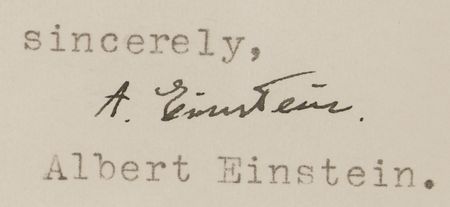 sincerely,
A. Einstein.
Albert Einstein.